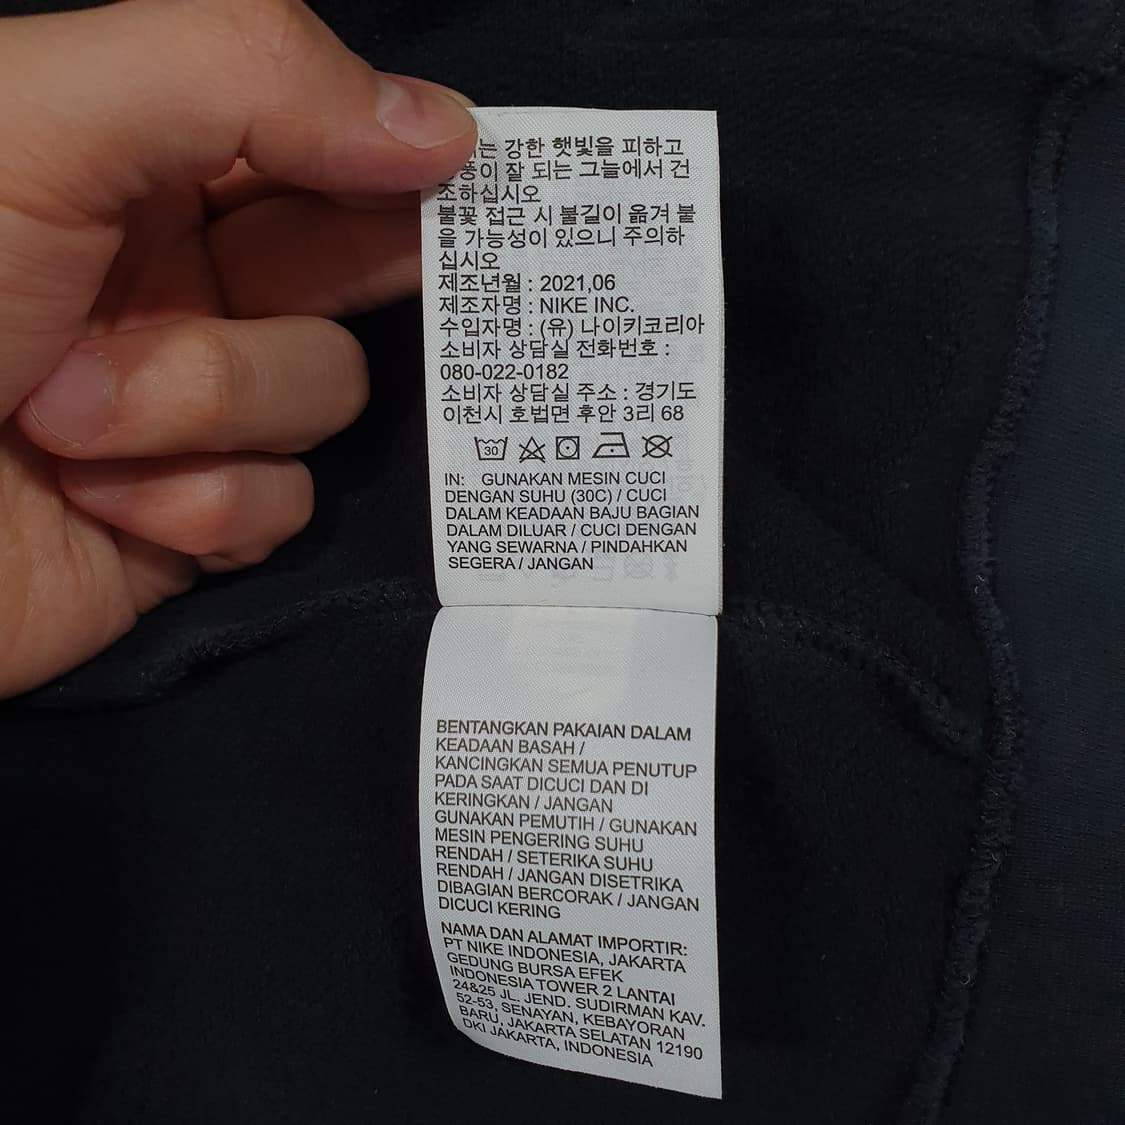 는 강한 햇빛을 피하고
풍이 잘 되는 그늘에서 건
조하십시오
불꽃 접근 시 불길이 옮겨 붙
을 가능성이 있으니 주의하
십시오
제조년월 : 2021,06
제조자명 : NIKE INC.
수입자명 : (유) 나이키코리아
소비자 상담실 전화번호 :
080-022-0182
소비자 상담실 주소 : 경기도
이천시 호법면 후안 3리 68
30
IN: GUNAKAN MESIN CUCI
DENGAN SUHU (30C) / CUCI
DALAM KEADAAN BAJU BAGIAN
DALAM DILUAR / CUCI DENGAN
YANG SEWARNA / PINDAHKAN
SEGERA / JANGAN
BENTANGKAN PAKAIAN DALAM
KEADAAN BASAH /
KANCINGKAN SEMUA PENUTUP
PADA SAAT DICUCI DAN DI
KERINGKAN / JANGAN
GUNAKAN PEMUTIH / GUNAKAN
MESIN PENGERING SUHU
RENDAH / SETERIKA SUHU
RENDAH / JANGAN DISETRIKA
DIBAGIAN BERCORAK / JANGAN
DICUCI KERING
NAMA DAN ALAMAT IMPORTIR:
PT NIKE INDONESIA, JAKARTA
GEDUNG BURSA EFEK
INDONESIA TOWER 2 LANTAI
24&25 JL. JEND. SUDIRMAN KAV.
52-53, SENAYAN, KEBAYORAN
BARU, JAKARTA SELATAN 12190
DKI JAKARTA, INDONESIA